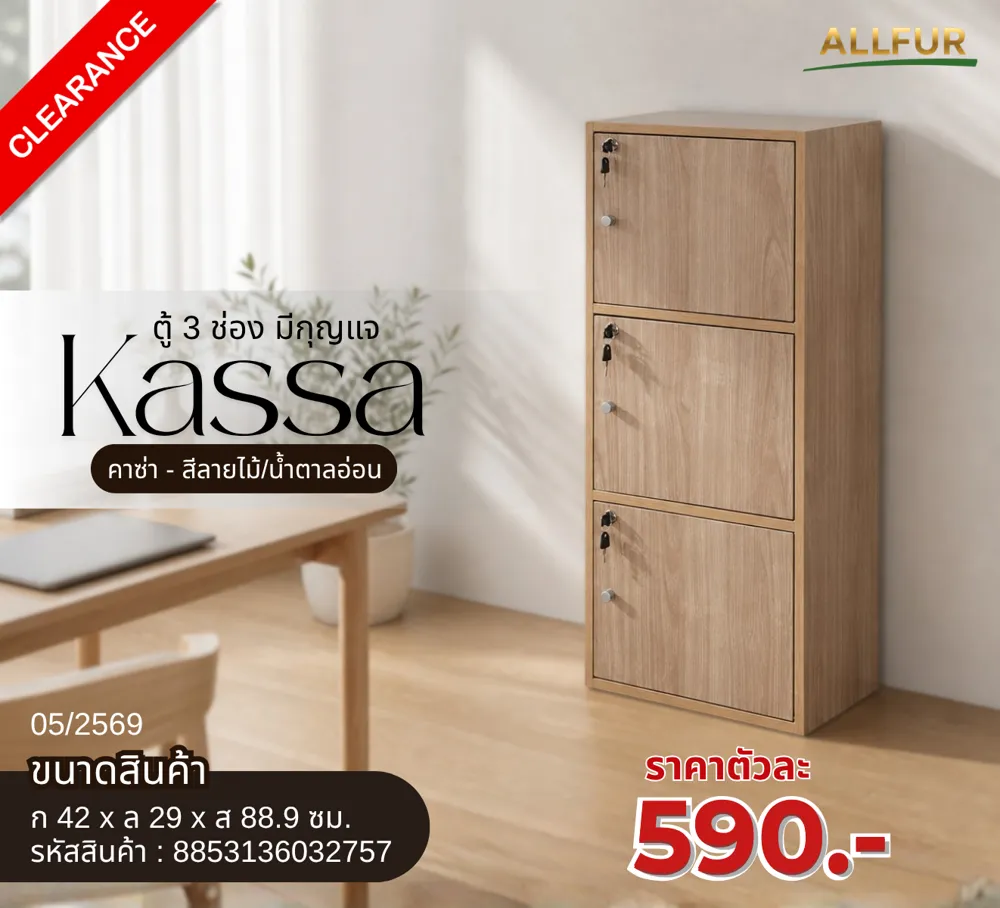 CLEARANCE
ALLFUR
ตู้ 3 ช่อง มีกุญแจ
Kassa
คาซ่า - สีลายไม้/น้ำตาลอ่อน
05/2569
ขนาดสินค้า
ก 42 x ล 29 x ส 88.9 ซม.
รหัสสินค้า : 8853136032757
ราคาตัวละ
590.-